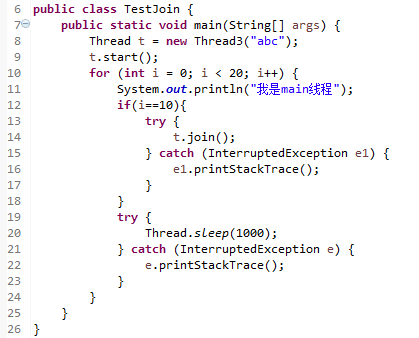 6 public class TestJoin {
7 public static void main(String[] args) {
8 Thread t = new Thread3("abc");
9 t.start();
10 for (int i = 0; i < 20; i++) {
11 System.out.println("我是main线程");
12 if(i==10){
13 try {
14 t.join();
15 } catch (InterruptedException e1) {
16 e1.printStackTrace();
17 }
18 }
19 try {
20 Thread.sleep(1000);
21 } catch (InterruptedException e) {
22 e.printStackTrace();
23 }
24 }
25 }
26 }